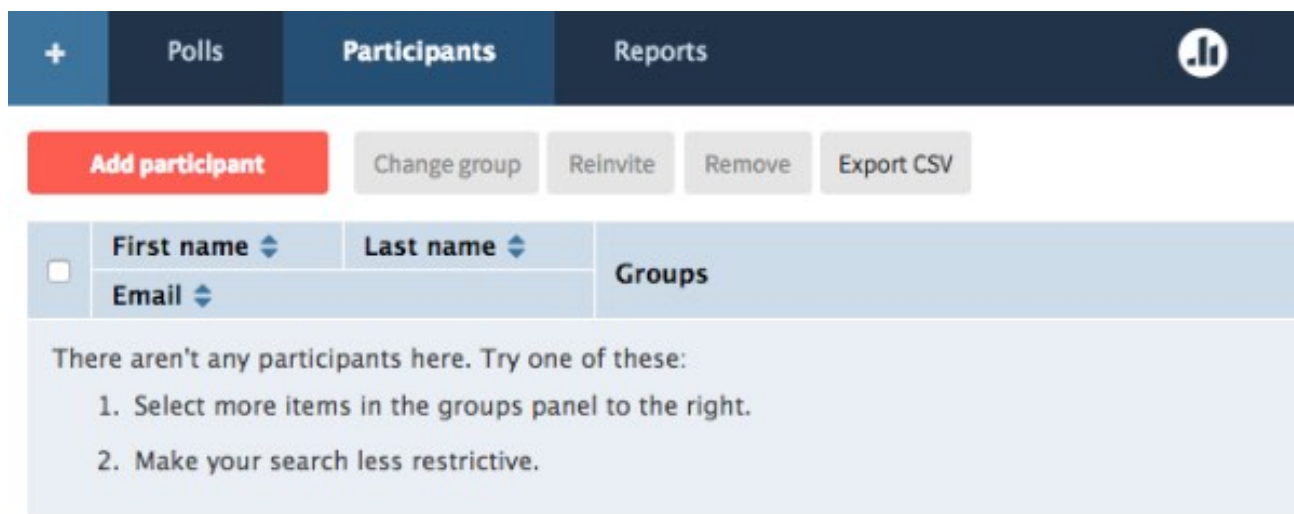 + Polls Participants Reports
Add participant Change group Reinvite Remove Export CSV
First name Last name
Email
Groups
There aren't any participants here. Try one of these:
1. Select more items in the groups panel to the right.
2. Make your search less restrictive.